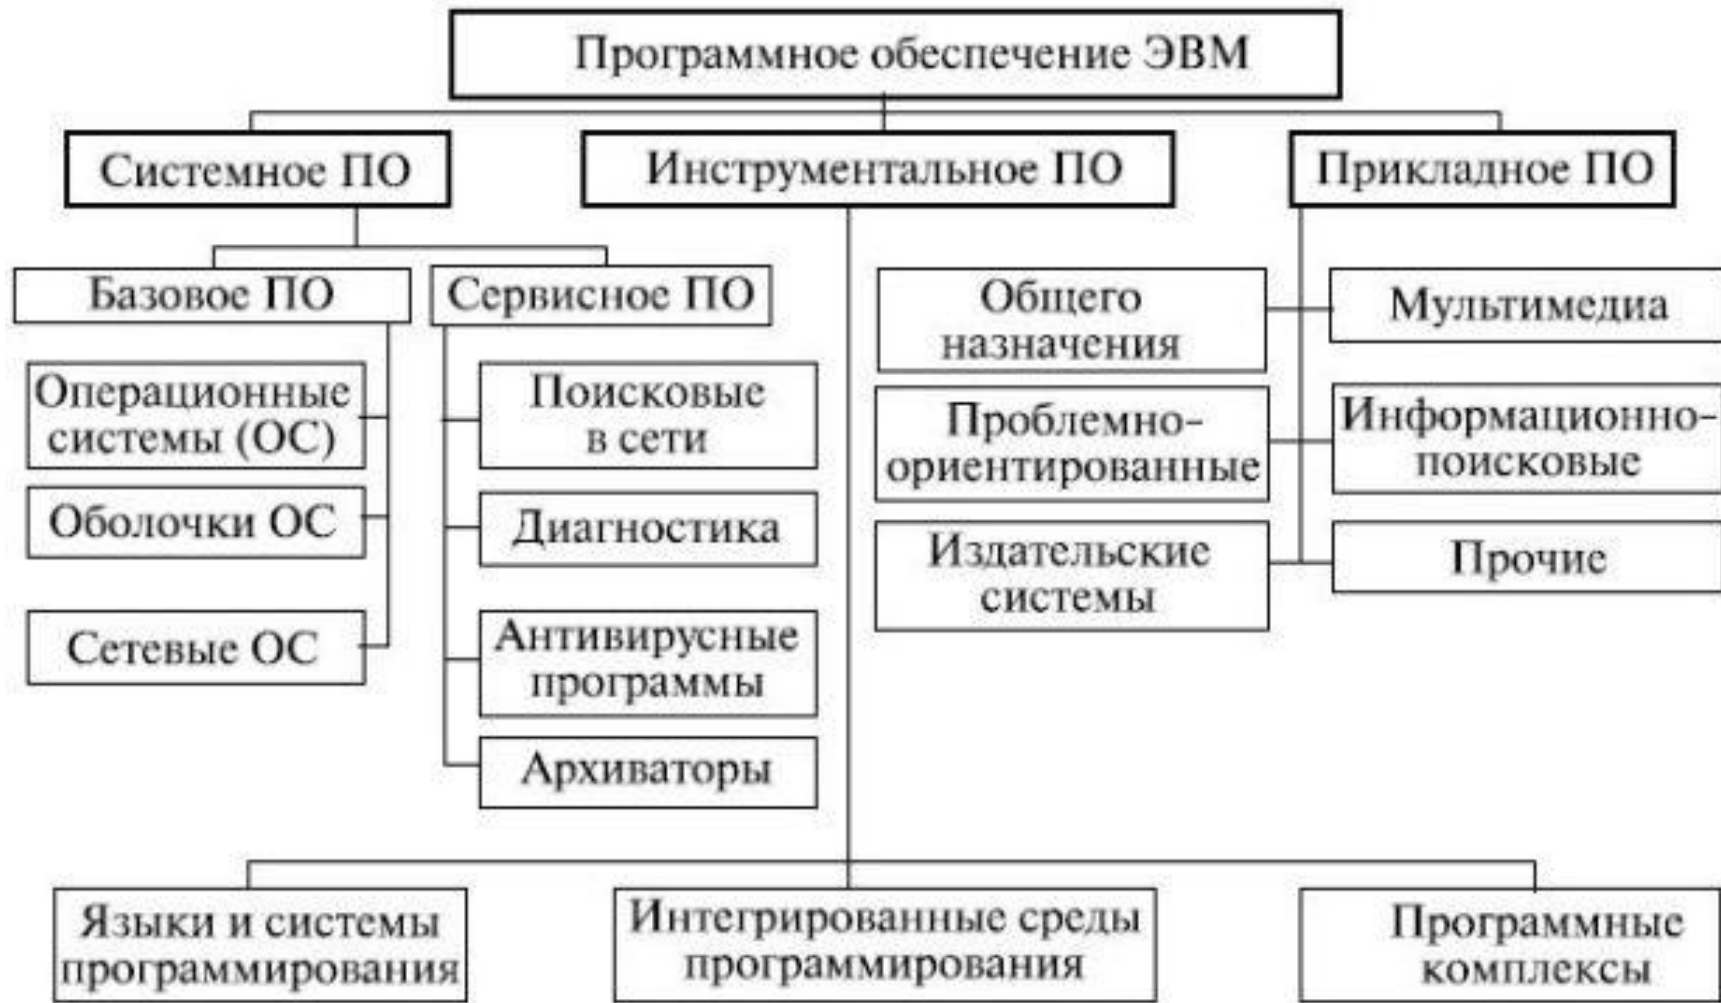 Программное обеспечение ЭВМ
Системное ПО
Инструментальное ПО
Прикладное ПО
Базовое ПО
Сервисное ПО
Операционные
системы (ОС)
Оболочки ОС
Сетевые ОС
Поисковые
в сети
Диагностика
Антивирусные
программы
Архиваторы
Общего
назначения
Проблемно-
ориентированные
Издательские
системы
Мультимедиа
Информационно-
поисковые
Прочие
Языки и системы
программирования
Интегрированные среды
программирования
Программные
комплексы